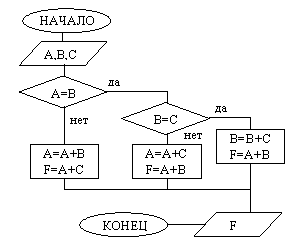 НАЧАЛО
A,B,C
A=B
да
нет
B=C
да
нет
A=A+B
F=A+C
A=A+C
F=A+B
B=B+C
F=A+B
КОНЕЦ
F